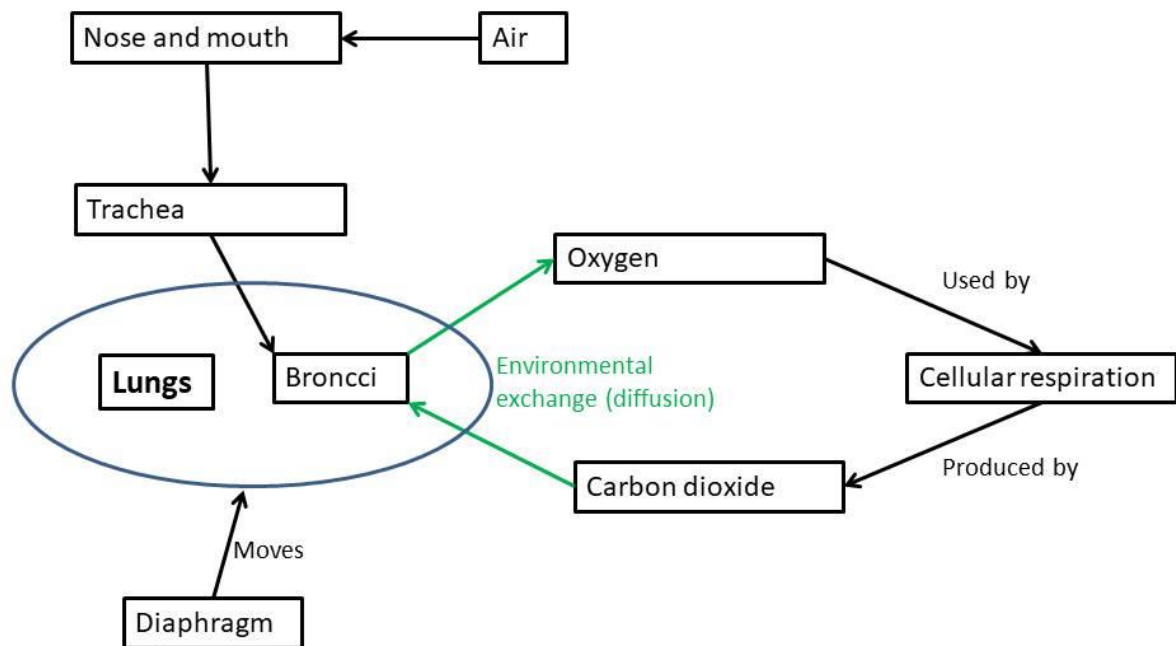 Nose and mouth
Air
Trachea
Oxygen
Used by
Lungs
Broncci
Environmental
exchange (diffusion)
Cellular respiration
Carbon dioxide
Produced by
Moves
Diaphragm